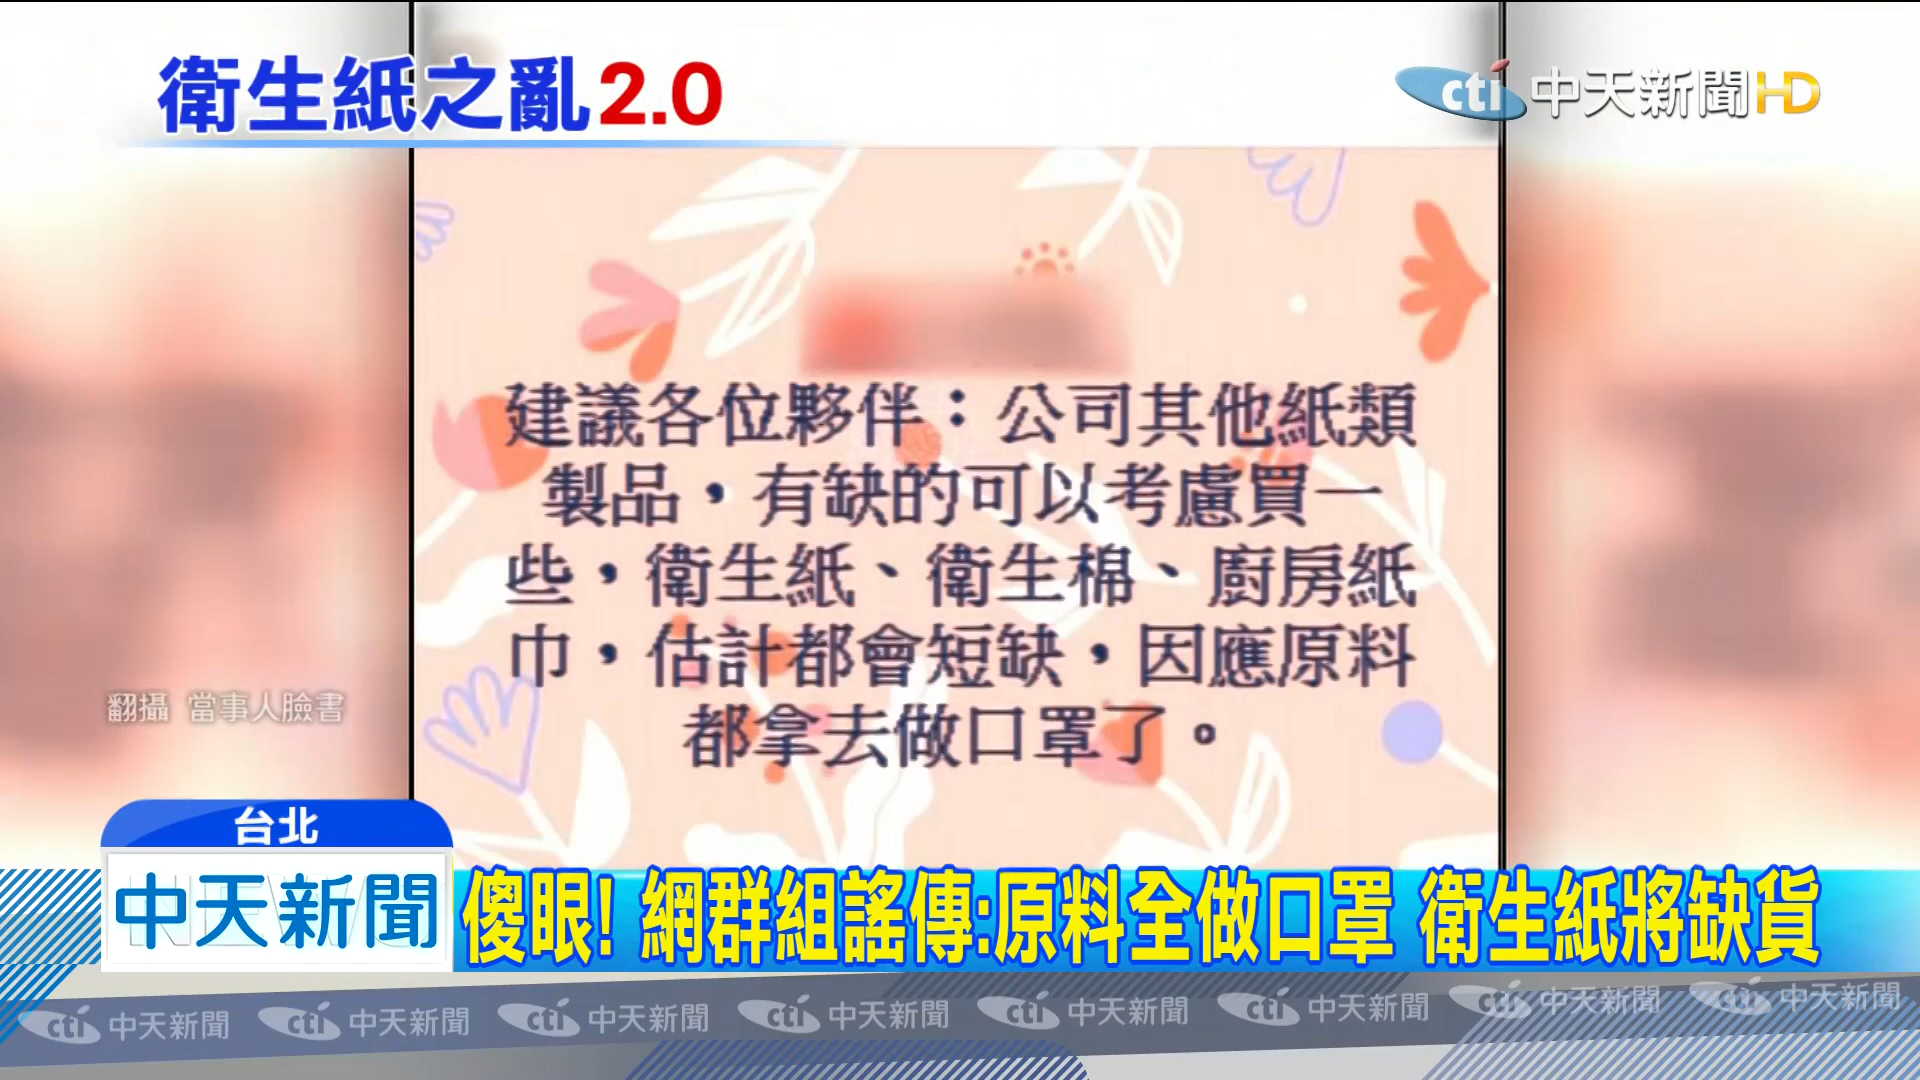 衛生紙之亂2.0
cti 中天新聞HD
建議各位夥伴：公司其他紙類
製品，有缺的可以考慮買一
些，衛生紙、衛生棉、廚房紙
巾，估計都會短缺，因應原料
都拿去做口罩了。
翻攝 當事人臉書
台北
中天新聞
傻眼! 網群組謠傳:原料全做口罩 衛生紙將缺貨
cti 中天新聞 cti 中天新聞 cti 中天新聞 cti 中天新聞 cti 中天新聞 cti 中天新聞 cti 中天新聞 cti 中天新聞